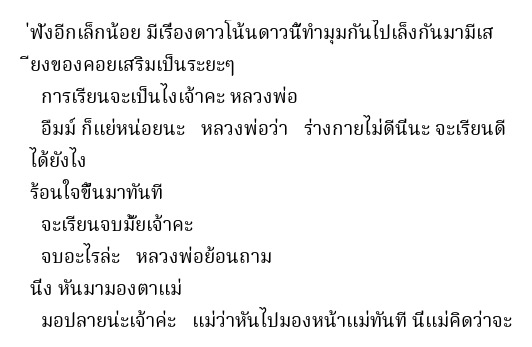 ่ฟังอีกเล็กน้อย มีเรื่องดาวโน้นดาวนี้ทำมุมกันไปเล็งกันมามีเส
ียงของคอยเสริมเป็นระยะๆ
การเรียนจะเป็นไงเจ้าคะ หลวงพ่อ
อืมม์ ก็แย่หน่อยนะ หลวงพ่อว่า ร่างกายไม่ดีนี่นะ จะเรียนดี
ได้ยังไง
ร้อนใจขึ้นมาทันที
จะเรียนจบมั้ยเจ้าคะ
จบอะไรล่ะ หลวงพ่อย้อนถาม
นิ่ง หันมามองตาแม่
มอปลายน่ะเจ้าค่ะ แม่ว่าหันไปมองหน้าแม่ทันที นี่แม่คิดว่าจะ